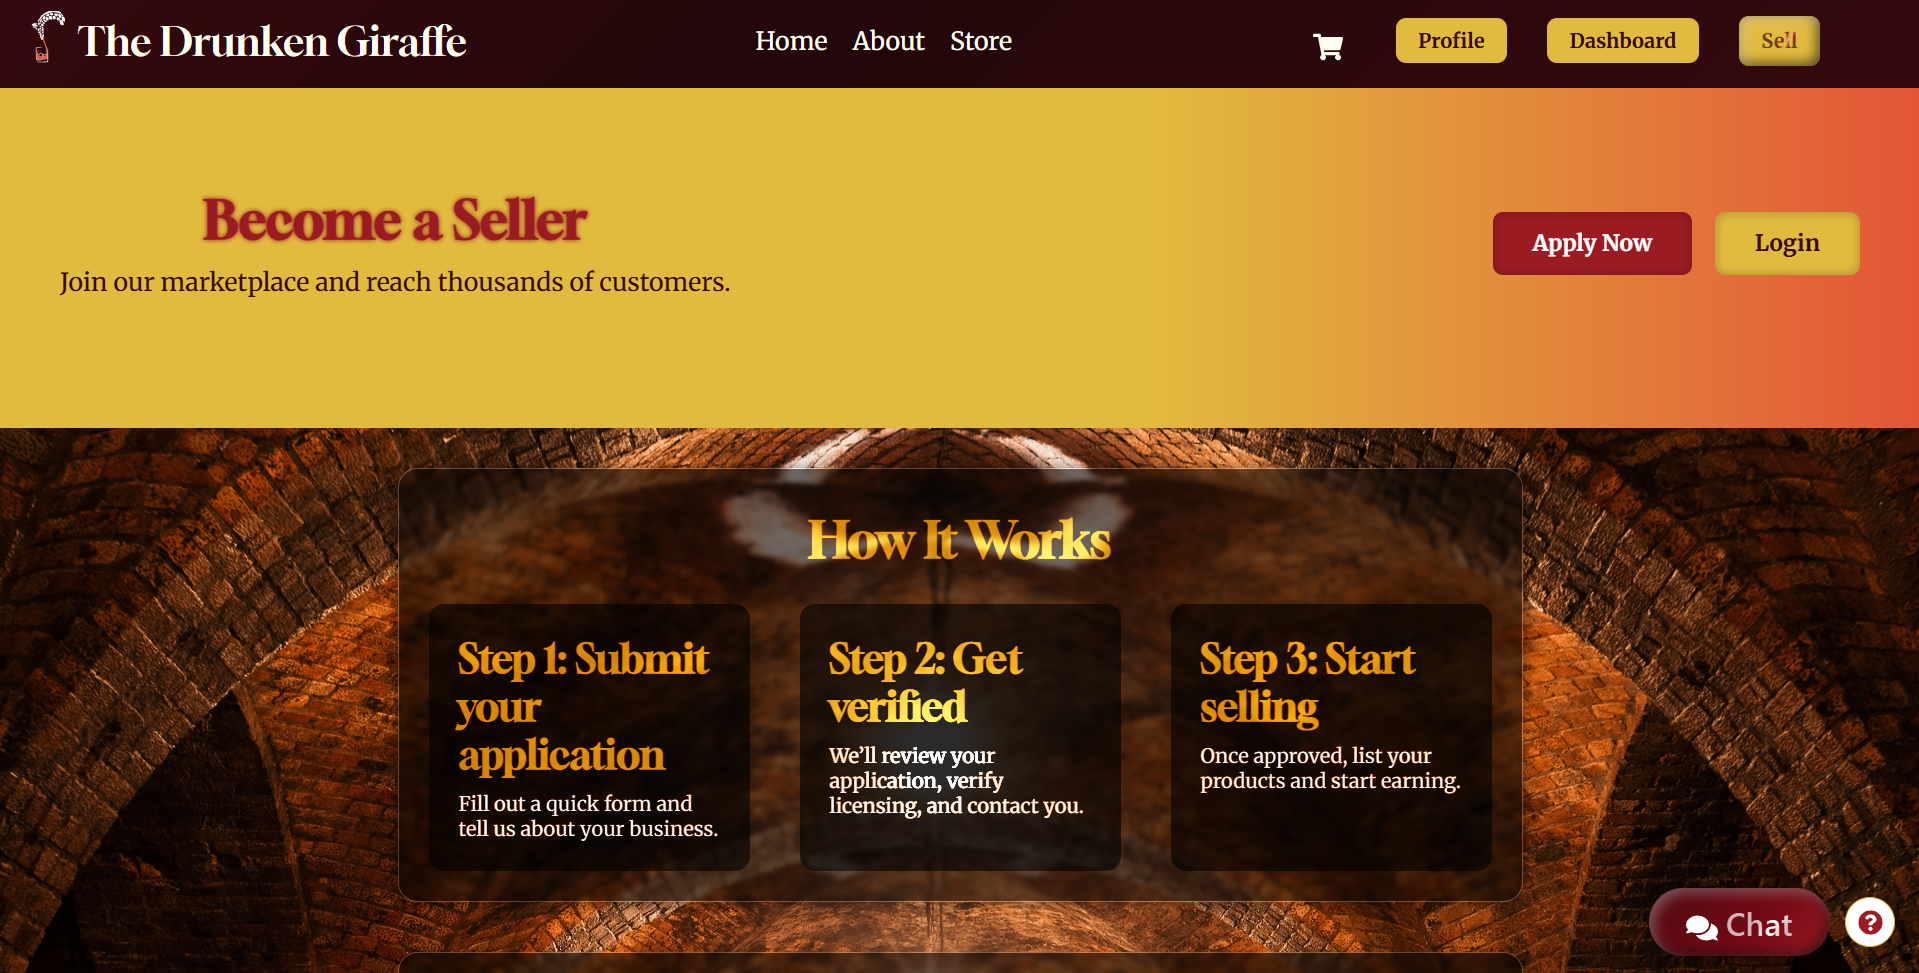 The Drunken Giraffe
Home About Store
Profile
Dashboard
Sell
Become a Seller
Join our marketplace and reach thousands of customers.
Apply Now
Login
How It Works
Step 1: Submit
your
application
Fill out a quick form and
tell us about your business.
Step 2: Get
verified
We’ll review your
application, verify
licensing, and contact you.
Step 3: Start
selling
Once approved, list your
products and start earning.
Chat
?